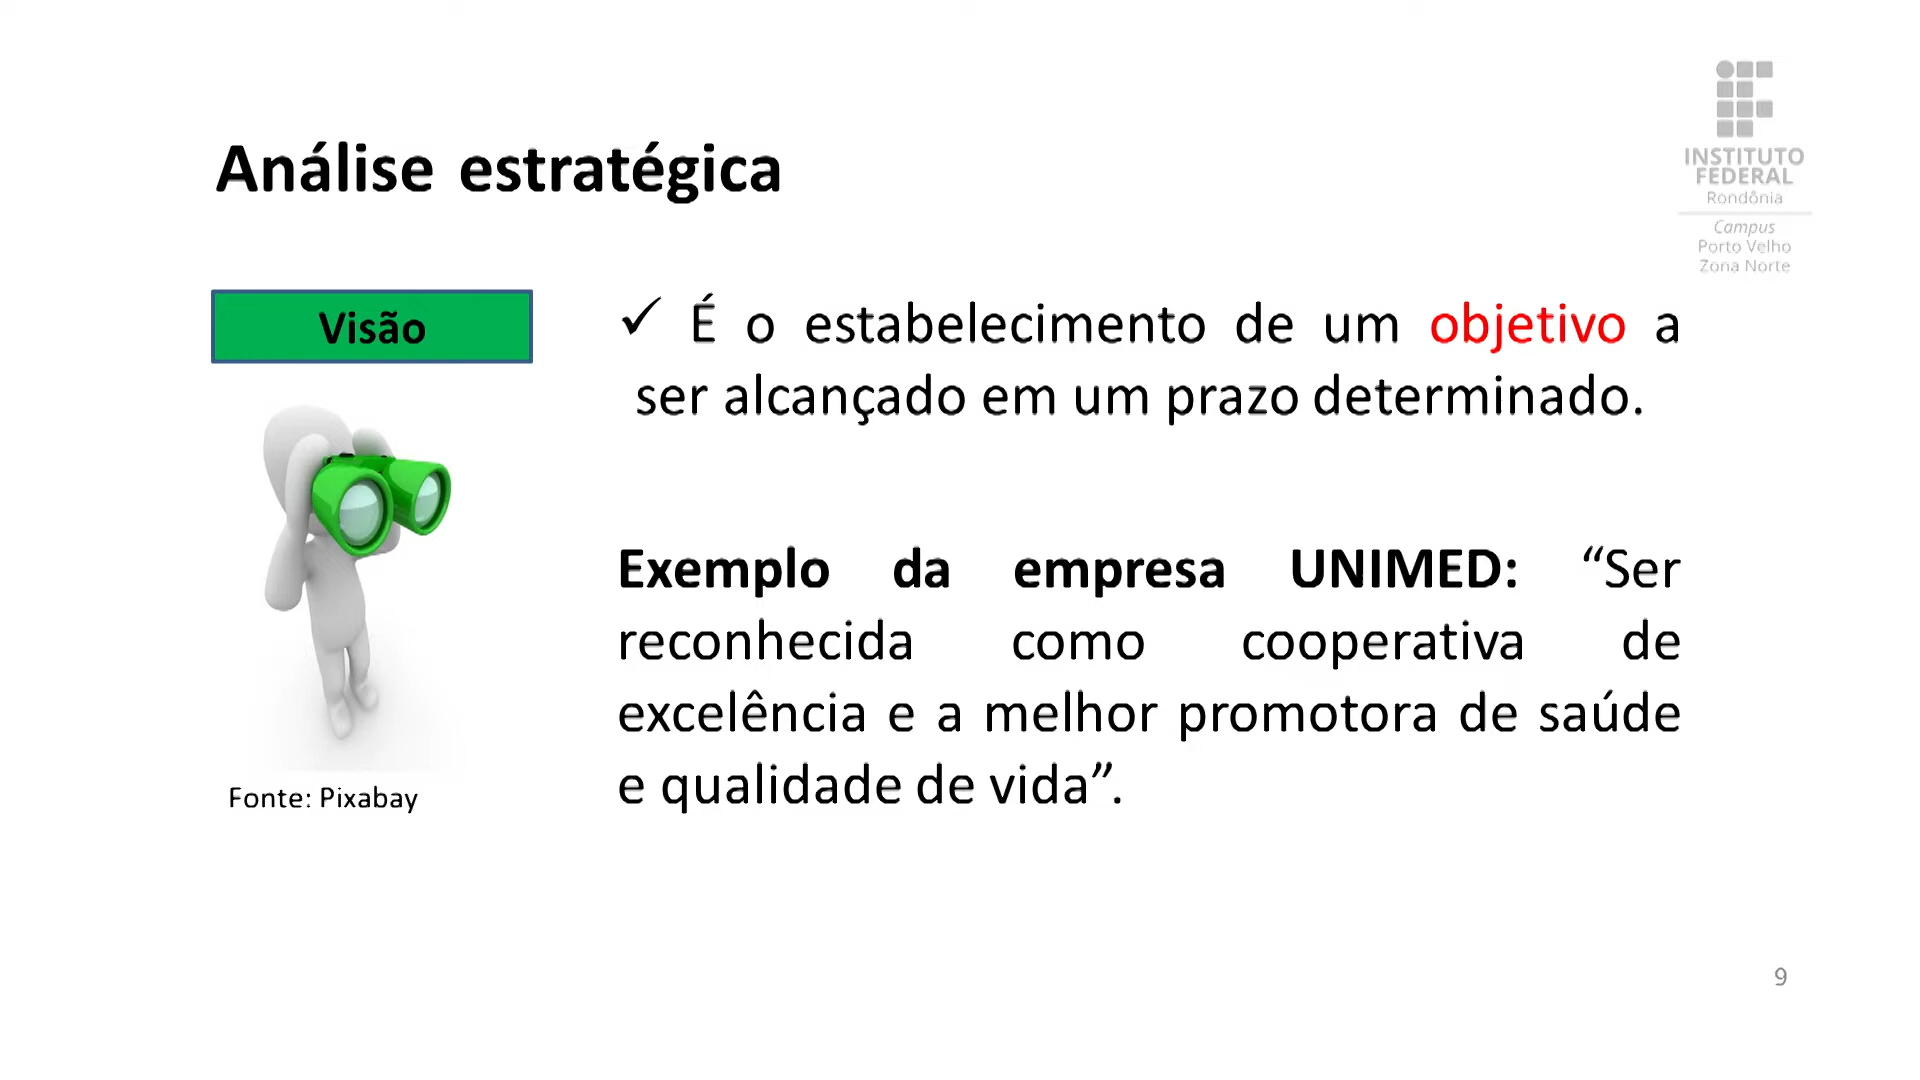 INSTITUTO
FEDERAL
Rondônia
Campus
Porto Velho
Zona Norte
Análise estratégica
Visão
✓ É o estabelecimento de um objetivo a
ser alcançado em um prazo determinado.
Exemplo da empresa UNIMED: “Ser
reconhecida como cooperativa de
excelência e a melhor promotora de saúde
e qualidade de vida”.
Fonte: Pixabay
9